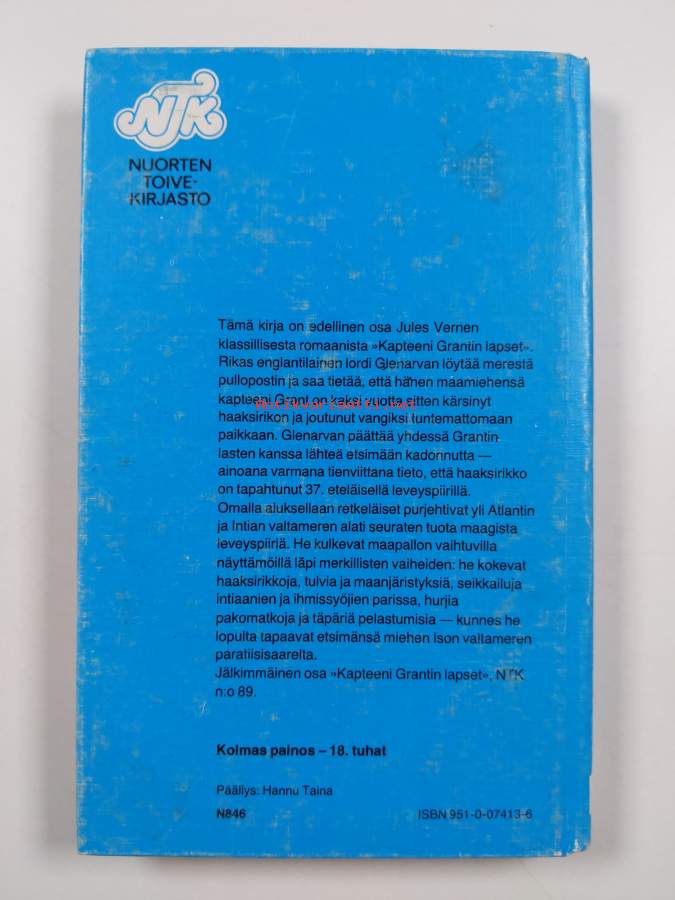 NTK
NUORTEN
TOIVE-
KIRJASTO
Tämä kirja on edellinen osa Jules Vernen
klassillisesta romaanista »Kapteeni Grantin lapset».
Rikas englantilainen lordi Glenarvan löytää merestä
pullopostin ja saa tietää, että hänen maamiehensä
kapteeni Grant on kaksi vuotta sitten kärsinyt
Antikvariaatti.net
haaksirikon ja joutunut vangiksi tuntemattomaan
paikkaan. Glenarvan päättää yhdessä Grantin
lasten kanssa lähteä etsimään kadonnutta —
ainoana varmana tienviittana tieto, että haaksirikko
on tapahtunut 37. eteläisellä leveyspiirillä.
Omalla aluksellaan retkeläiset purjehtivat yli Atlantin
ja Intian valtameren alati seuraten tuota maagista
leveyspiiriä. He kulkevat maapallon vaihtuvilla
näyttämöillä läpi merkillisten vaiheiden: he kokevat
haaksirikkoja, tulvia ja maanjäristyksiä, seikkailuja
intiaanien ja ihmissyöjien parissa, hurjia
pakomatkoja ja täpäriä pelastumisia — kunnes he
lopulta tapaavat etsimänsä miehen Ison valtameren
paratiisisaarelta.
Jälkimmäinen osa »Kapteeni Grantin lapset», NTK
n:o 89.
Kolmas painos – 18. tuhat
Päällys: Hannu Taina
N846
ISBN 951-0-07413-6